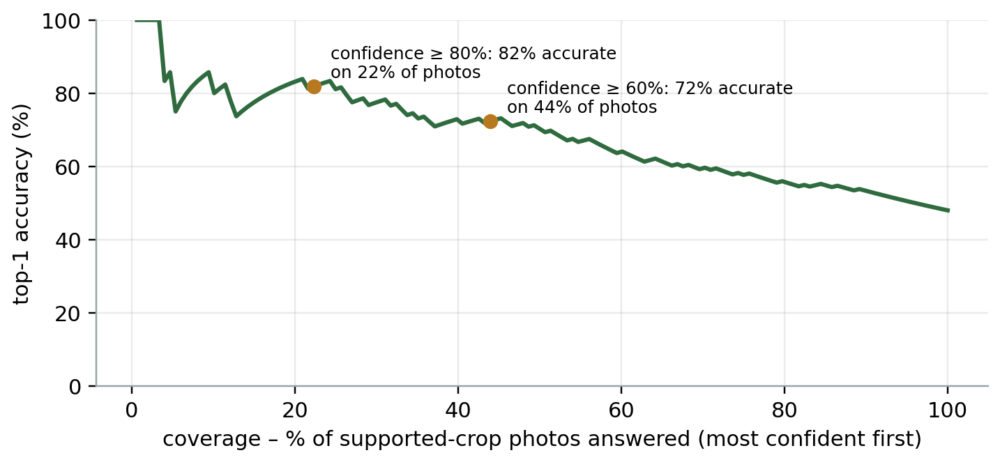 100
80
60
40
20
0
top-1 accuracy (%)
confidence ≥ 80%: 82% accurate
on 22% of photos
confidence ≥ 60%: 72% accurate
on 44% of photos
0 20 40 60 80 100
coverage – % of supported-crop photos answered (most confident first)